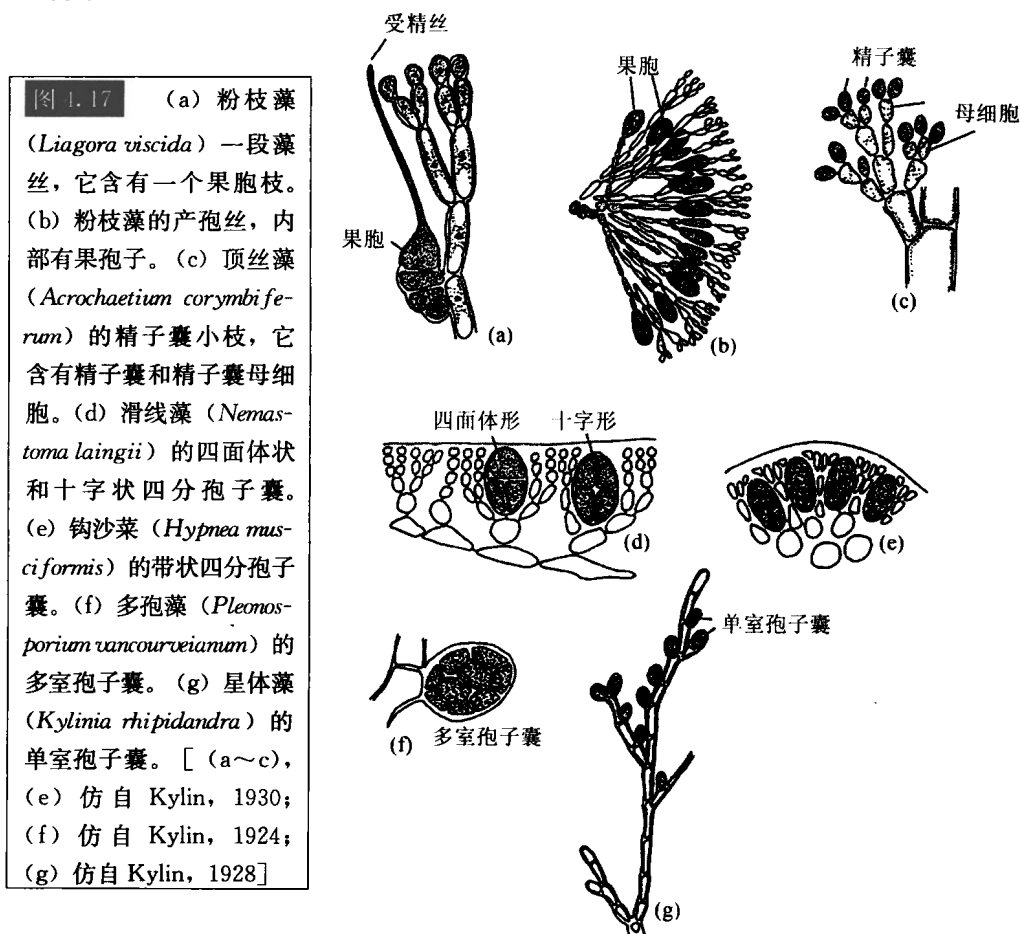 图 4.17 (a) 粉枝藻
(Liagora viscida) 一段藻
丝，它含有一个果胞枝。
(b) 粉枝藻的产孢丝，内
部有果孢子。(c) 顶丝藻
(Acrochaetium corymbife-
rum) 的精子囊小枝，它
含有精子囊和精子囊母细
胞。(d) 滑线藻 (Nemas-
toma laingii) 的四面体状
和十字状四分孢子囊。
(e) 钩沙菜 (Hypnea mus-
ciformis) 的带状四分孢子
囊。(f) 多孢藻 (Pleonos-
porium vancourveianum) 的
多室孢子囊。(g) 星体藻
(Kylinia rhipidandra) 的
单室孢子囊。[ (a～c)，
(e) 仿自 Kylin，1930；
(f) 仿自 Kylin，1924；
(g) 仿自 Kylin，1928]
受精丝
果胞
(a)
果胞
(b)
精子囊
母细胞
(c)
四面体形
十字形
(d)
(e)
(f)
多室孢子囊
单室孢子囊
(g)